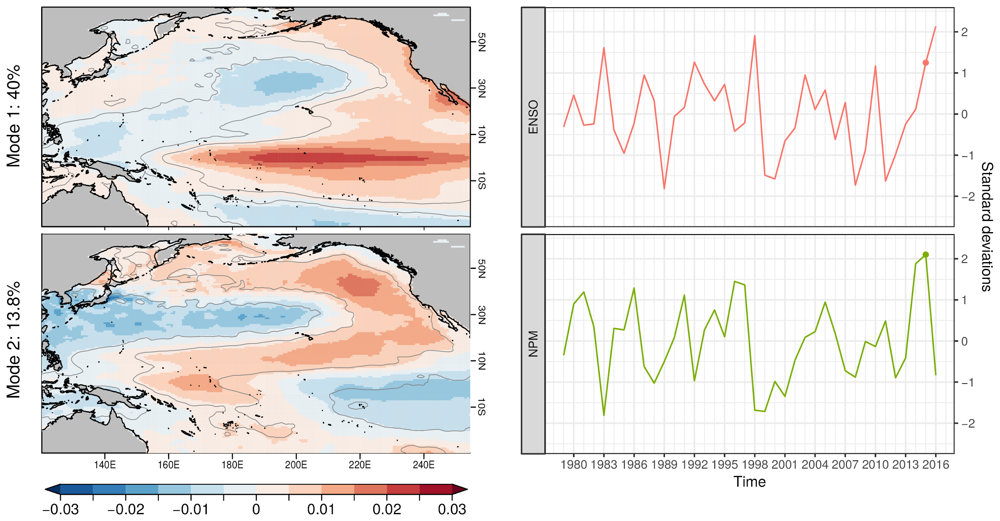 Mode 1: 40%
50N
30N
10N
10S
ENSO
2
1
0
−1
−2
Standard deviations
Mode 2: 13.8%
50N
30N
10N
10S
140E 160E 180E 200E 220E 240E
NPM
2
1
0
−1
−2
1980 1983 1986 1989 1992 1995 1998 2001 2004 2007 2010 2013 2016
Time
−0.03 −0.02 −0.01 0 0.01 0.02 0.03